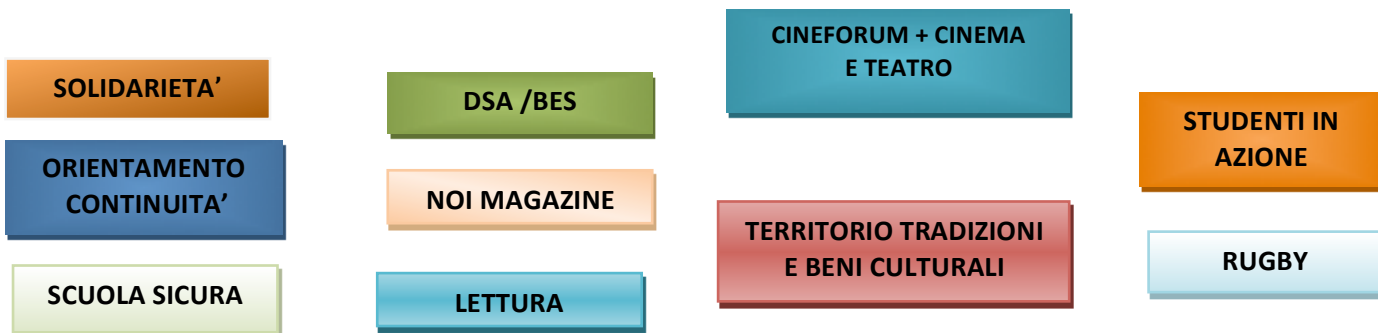 SOLIDARIETA’
ORIENTAMENTO
CONTINUITA’
SCUOLA SICURA
DSA /BES
NOI MAGAZINE
LETTURA
CINEFORUM + CINEMA
E TEATRO
TERRITORIO TRADIZIONI
E BENI CULTURALI
STUDENTI IN
AZIONE
RUGBY